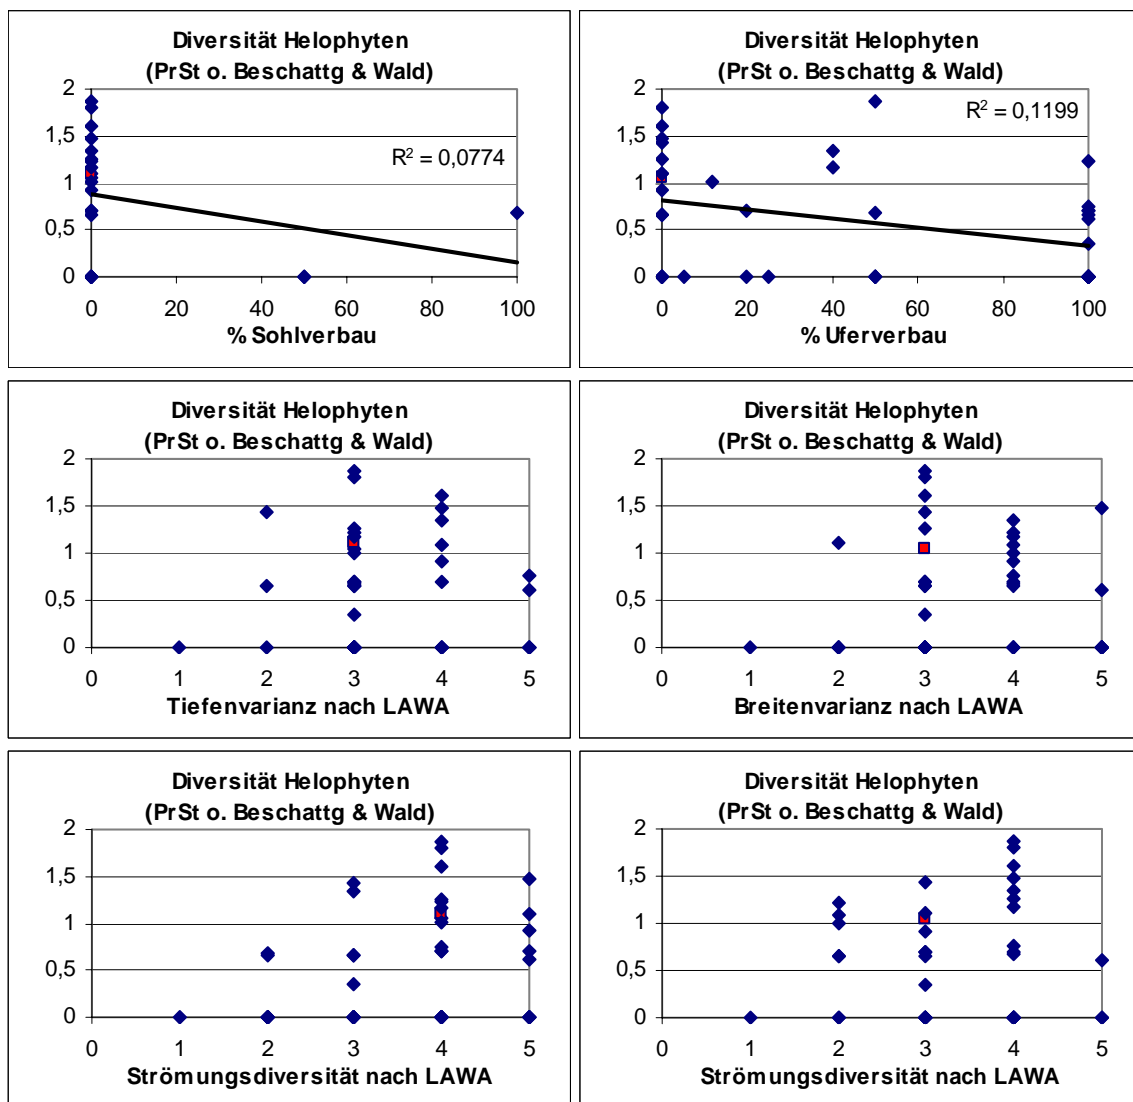 Diversität Helophyten
(PrSt o. Beschattg & Wald)
2
1,5
1
0,5
0
R² = 0,0774
0 20 40 60 80 100
% Sohlverbau
Diversität Helophyten
(PrSt o. Beschattg & Wald)
2
1,5
1
0,5
0
R² = 0,1199
0 20 40 60 80 100
% Uferverbau
Diversität Helophyten
(PrSt o. Beschattg & Wald)
2
1,5
1
0,5
0
0 1 2 3 4 5
Tiefenvarianz nach LAWA
Diversität Helophyten
(PrSt o. Beschattg & Wald)
2
1,5
1
0,5
0
0 1 2 3 4 5
Breitenvarianz nach LAWA
Diversität Helophyten
(PrSt o. Beschattg & Wald)
2
1,5
1
0,5
0
0 1 2 3 4 5
Strömungsdiversität nach LAWA
Diversität Helophyten
(PrSt o. Beschattg & Wald)
2
1,5
1
0,5
0
0 1 2 3 4 5
Strömungsdiversität nach LAWA